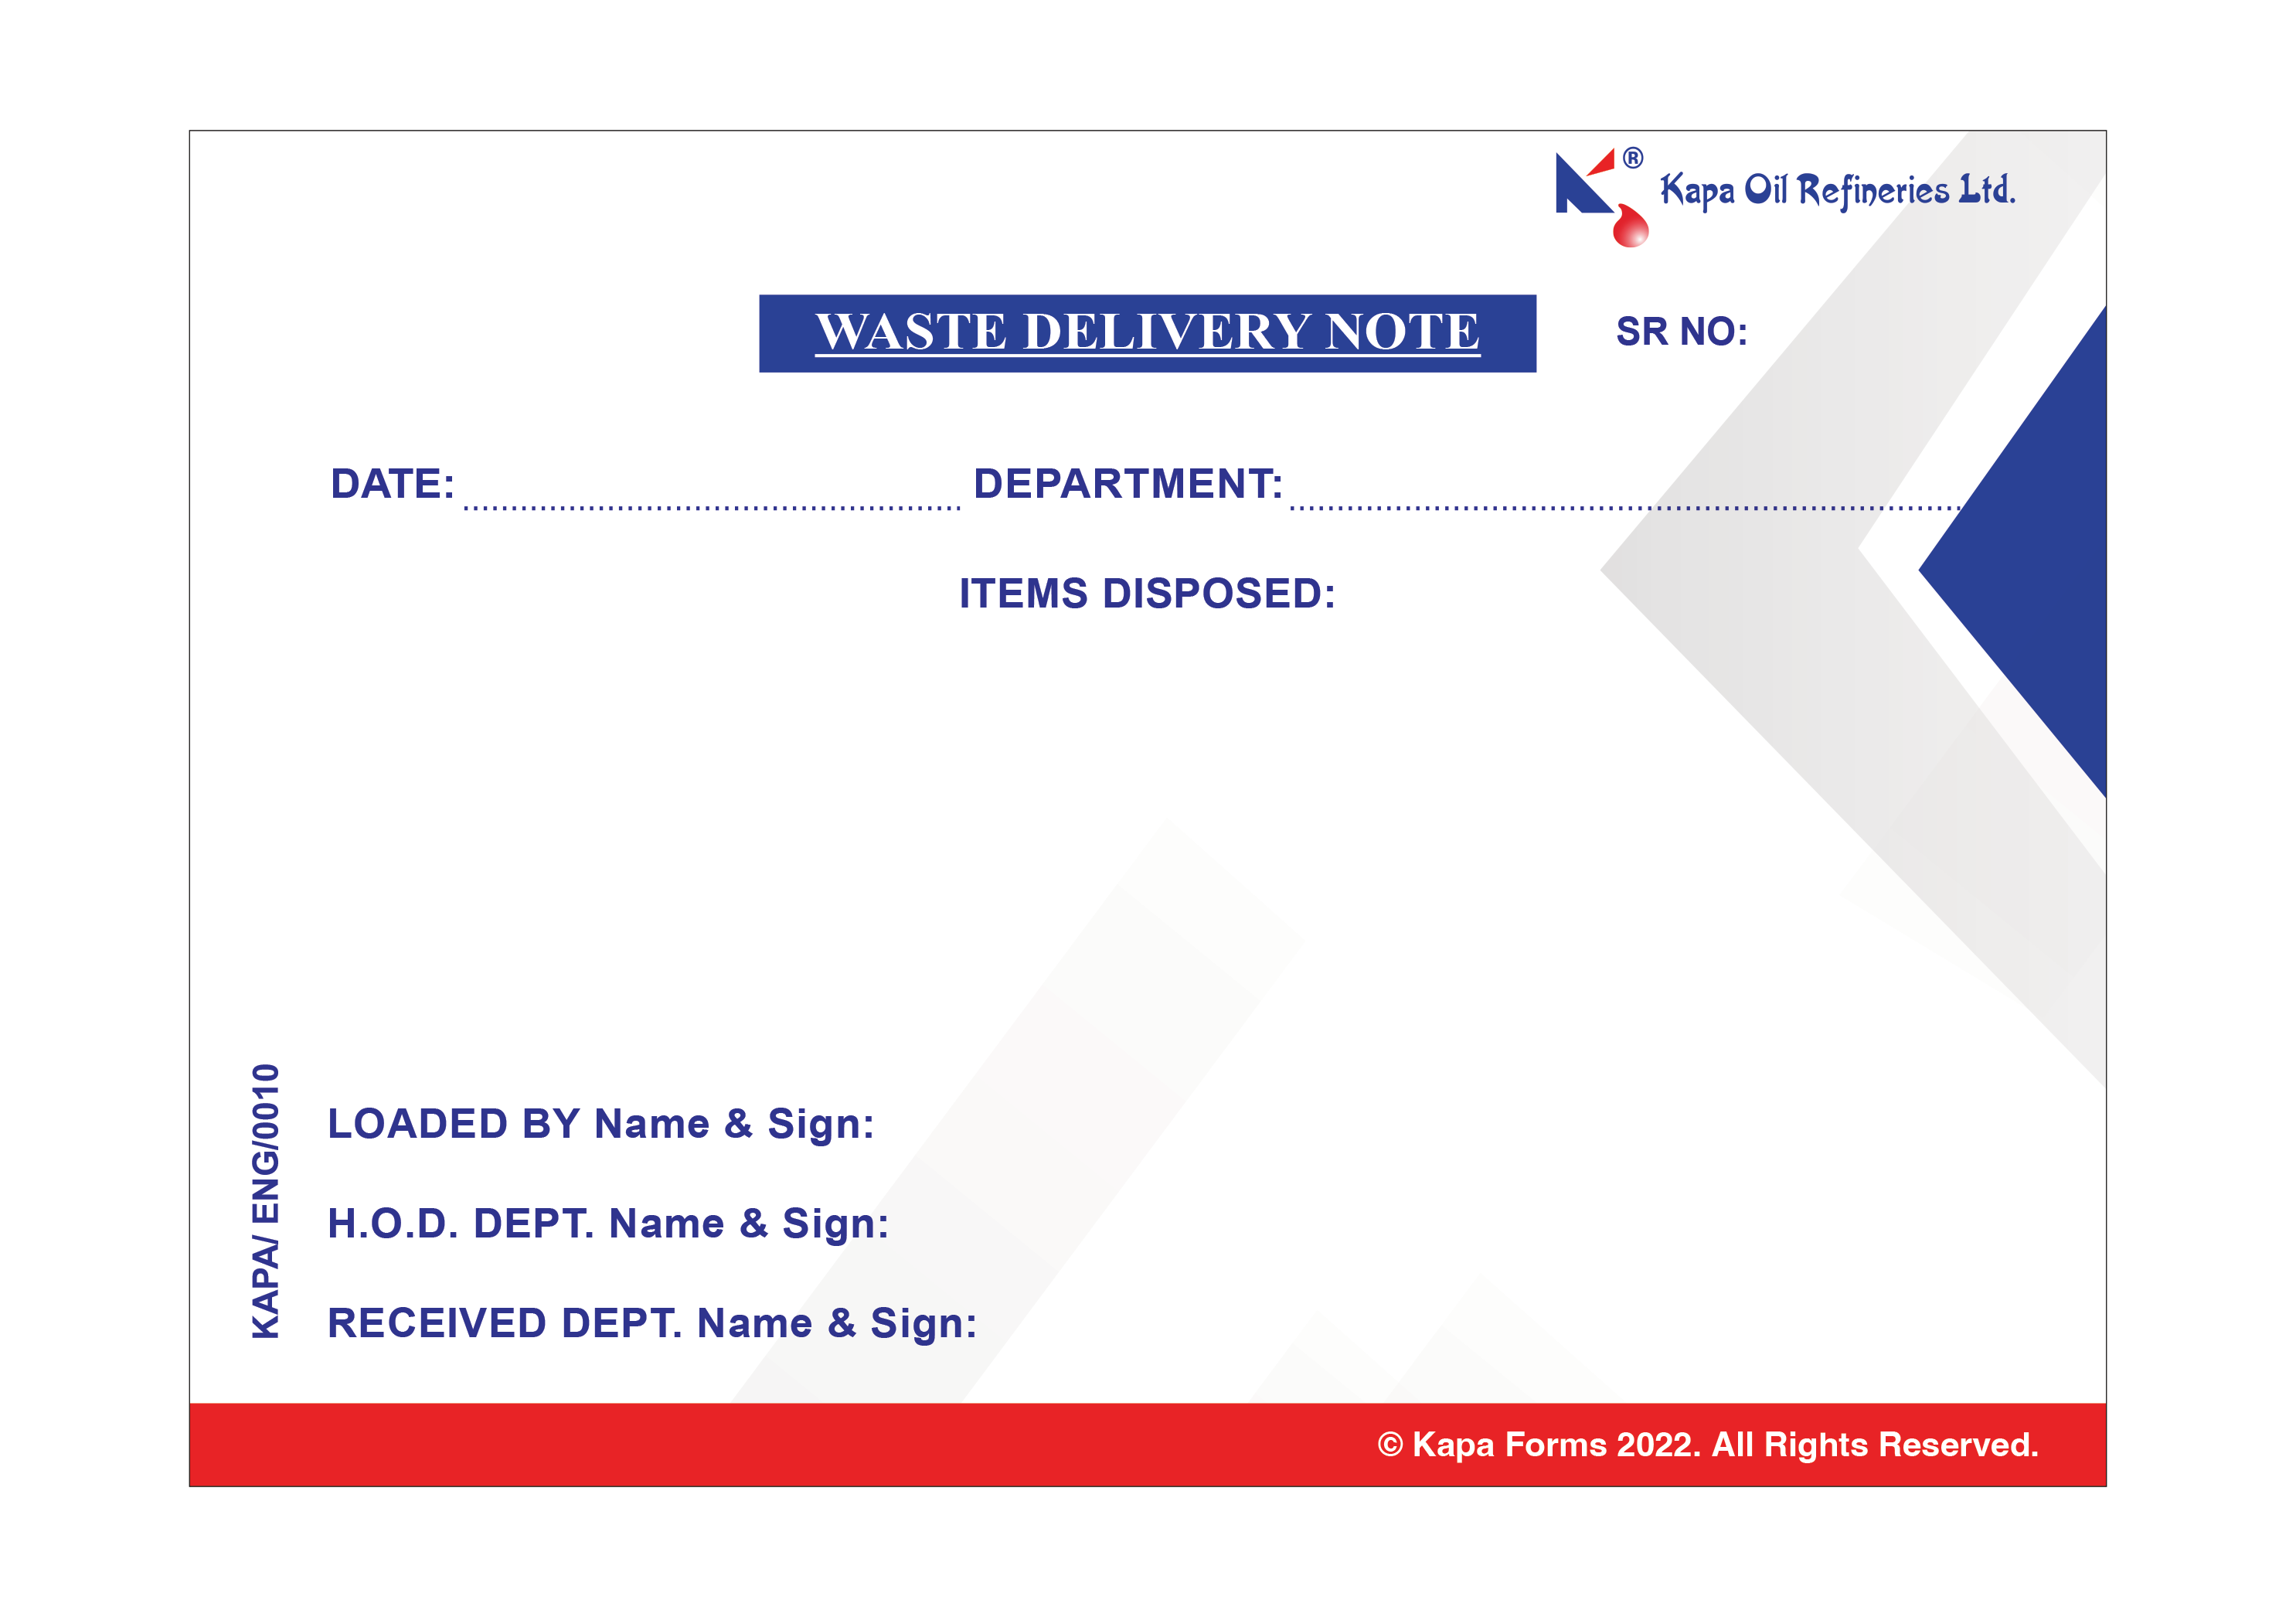 ® Kapa Oil Refineries Ltd.
WASTE DELIVERY NOTE
SR NO:
DATE: DEPARTMENT:
ITEMS DISPOSED:
KAPA/ ENG/0010
LOADED BY Name & Sign:
H.O.D. DEPT. Name & Sign:
RECEIVED DEPT. Name & Sign:
© Kapa Forms 2022. All Rights Reserved.